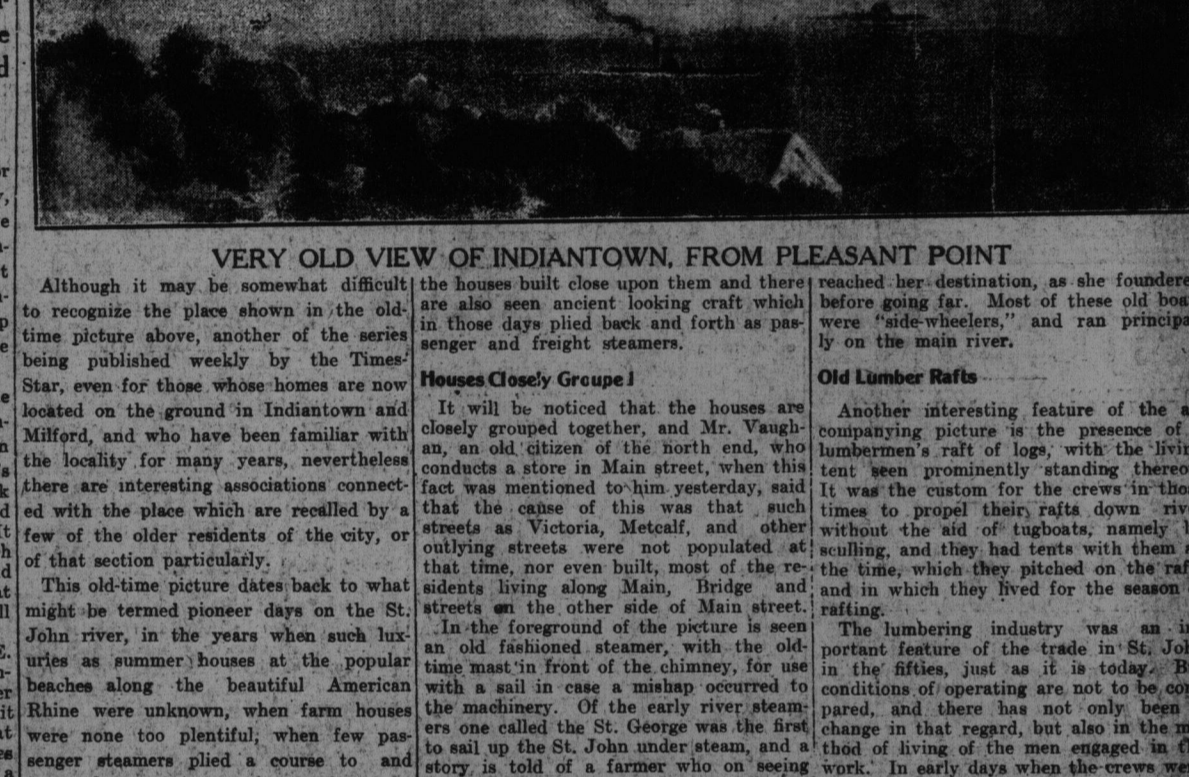 VERY OLD VIEW OF INDIANTOWN, FROM PLEASANT POINT
Although it may be somewhat difficult
to recognize the place shown in the old-
time picture above, another of the series
being published weekly by the Times-
Star, even for those whose homes are now
located on the ground in Indiantown and
Milford, and who have been familiar with
the locality for many years, nevertheless
there are interesting associations connect-
ed with the place which are recalled by a
few of the older residents of the city, or
of that section particularly.
This old-time picture dates back to what
might be termed pioneer days on the St.
John river, in the years when such lux-
uries as summer houses at the popular
beaches along the beautiful American
Rhine were unknown, when farm houses
were none too plentiful, when few pas-
senger steamers plied a course to and
the houses built close upon them and there
are also seen ancient looking craft which
in those days plied back and forth as pas-
senger and freight steamers.
Houses Closely Grouped
It will be noticed that the houses are
closely grouped together, and Mr. Vaugh-
an, an old citizen of the north end, who
conducts a store in Main street, when this
fact was mentioned to him yesterday, said
that the cause of this was that such
streets as Victoria, Metcalf, and other
outlying streets were not populated at
that time, nor even built, most of the re-
sidents living along Main, Bridge and
streets on the other side of Main street.
In the foreground of the picture is seen
an old fashioned steamer, with the old-
time mast in front of the chimney, for use
with a sail in case a mishap occurred to
the machinery. Of the early river steam-
ers one called the St. George was the first
to sail up the St. John under steam, and a
story is told of a farmer who on seeing
reached her destination, as she foundere
before going far. Most of these old boa
were "side-wheelers," and ran principa
ly on the main river.
Old Lumber Rafts
Another interesting feature of the a
companying picture is the presence of
lumbermen's raft of logs, with the livin
tent seen prominently standing thereo
It was the custom for the crews in tho
times to propel their rafts down riv
without the aid of tugboats, namely b
sculling, and they had tents with them a
the time, which they pitched on the raf
and in which they lived for the season
rafting.
The lumbering industry was an i
portant feature of the trade in St. Joh
in the fifties, just as it is today. B
conditions of operating are not to be co
pared, and there has not only been
change in that regard, but also in the m
thod of living of the men engaged in t
work. In early days when the crews we